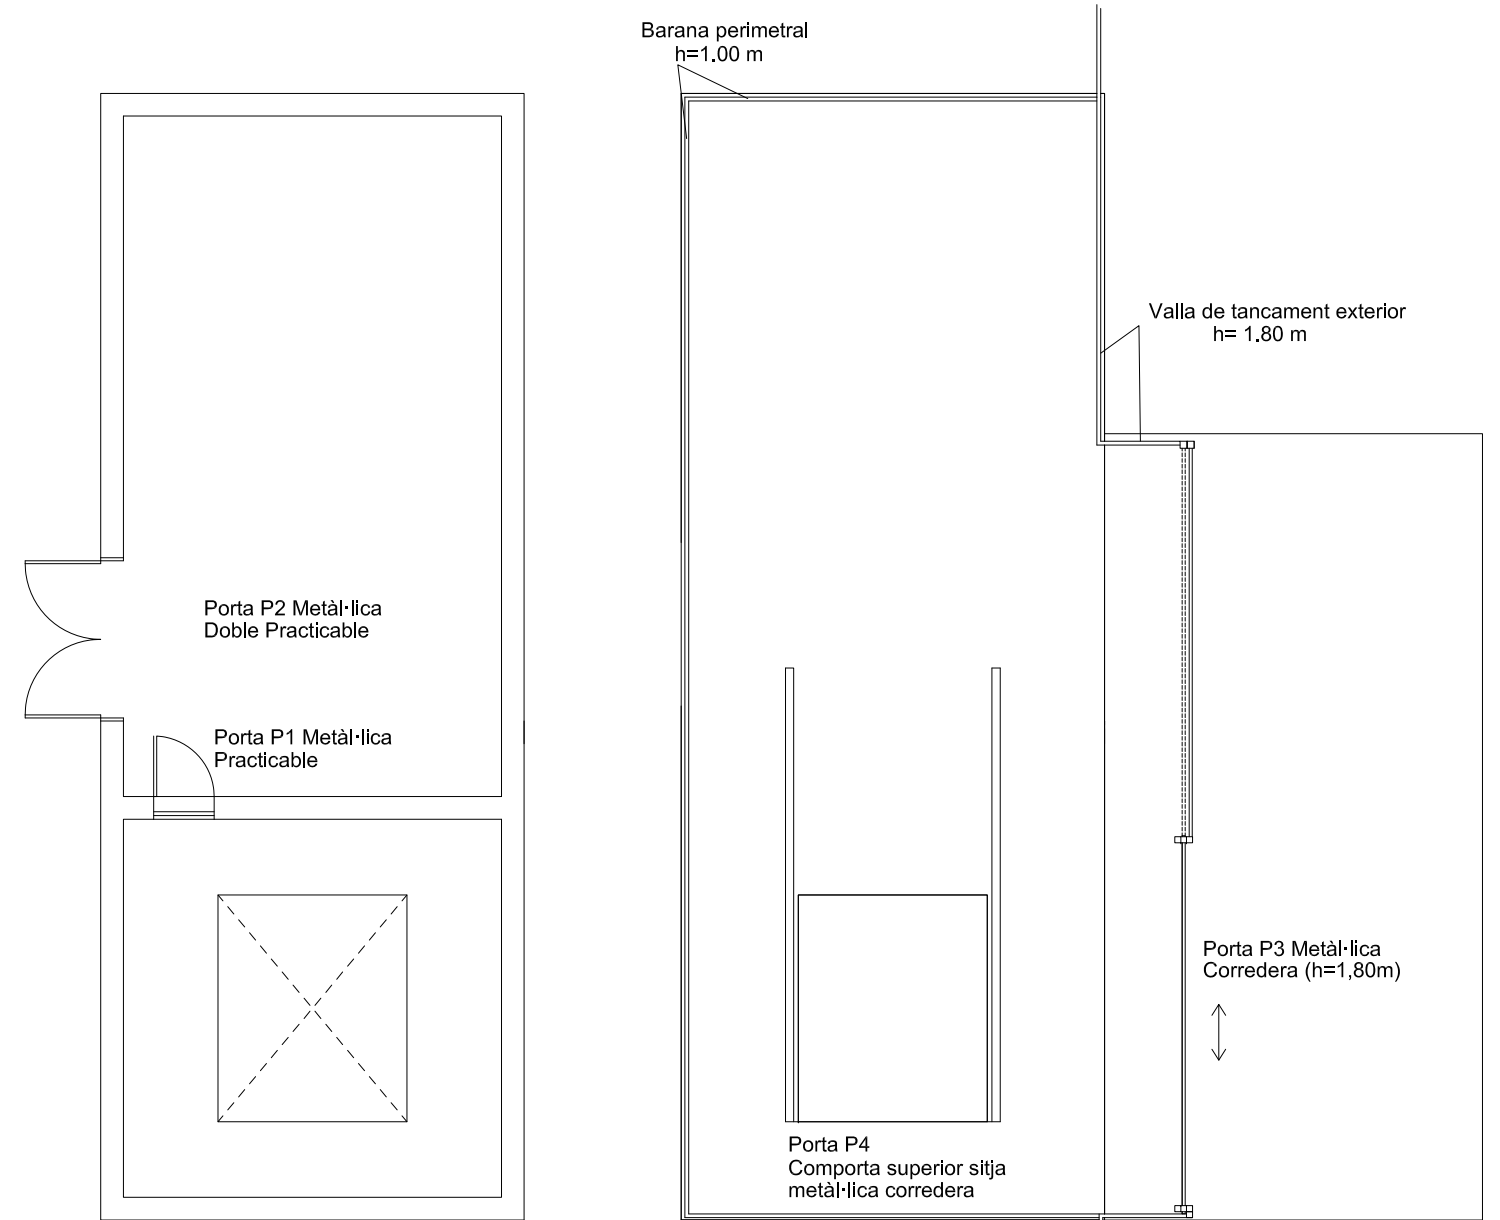 Barana perimetral
h=1.00 m
Valla de tancament exterior
h= 1.80 m
Porta P2 Metàl·lica
Doble Practicable
Porta P1 Metàl·lica
Practicable
Porta P3 Metàl·lica
Corredera (h=1,80m)
Porta P4
Comporta superior sitja
metàl·lica corredera